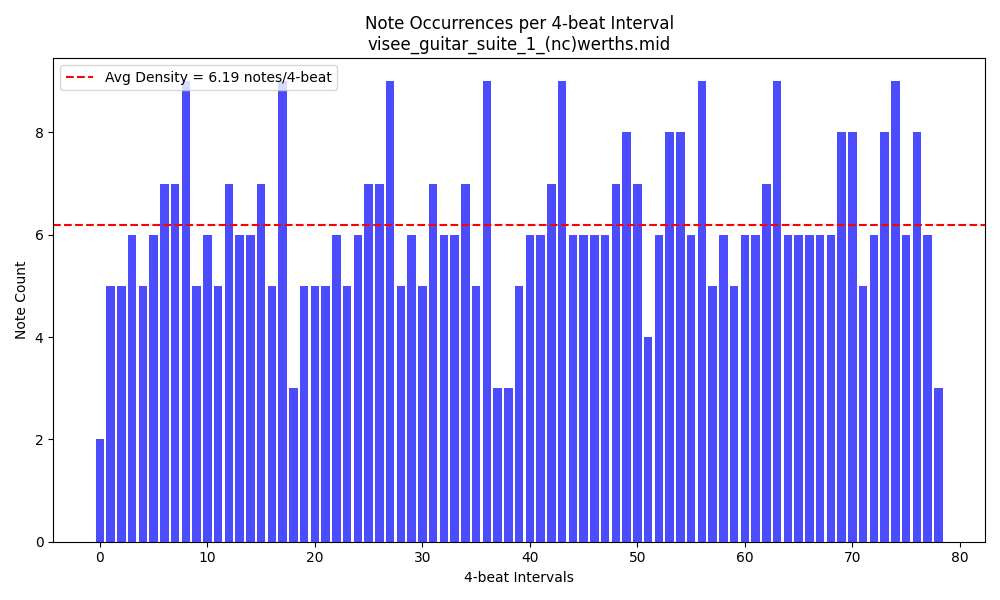 Note Occurrences per 4-beat Interval
visee_guitar_suite_1_(nc)werths.mid
Avg Density = 6.19 notes/4-beat
Note Count
8
6
4
2
0
0 10 20 30 40 50 60 70 80
4-beat Intervals